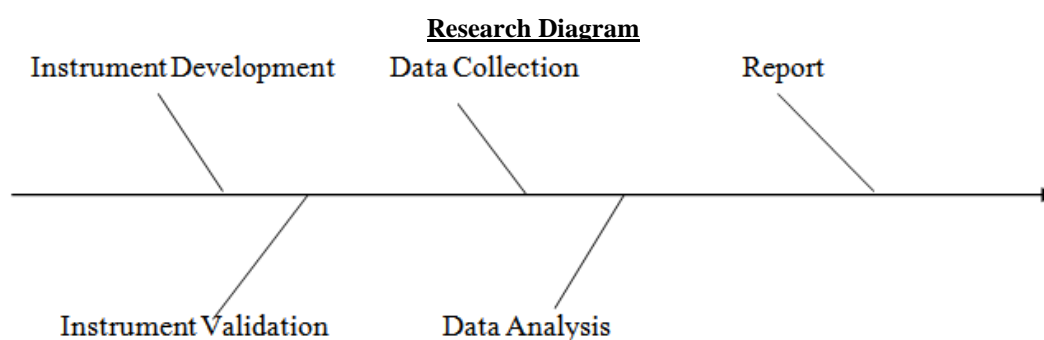 Research Diagram
Instrument Development
Data Collection
Report
Instrument Validation
Data Analysis